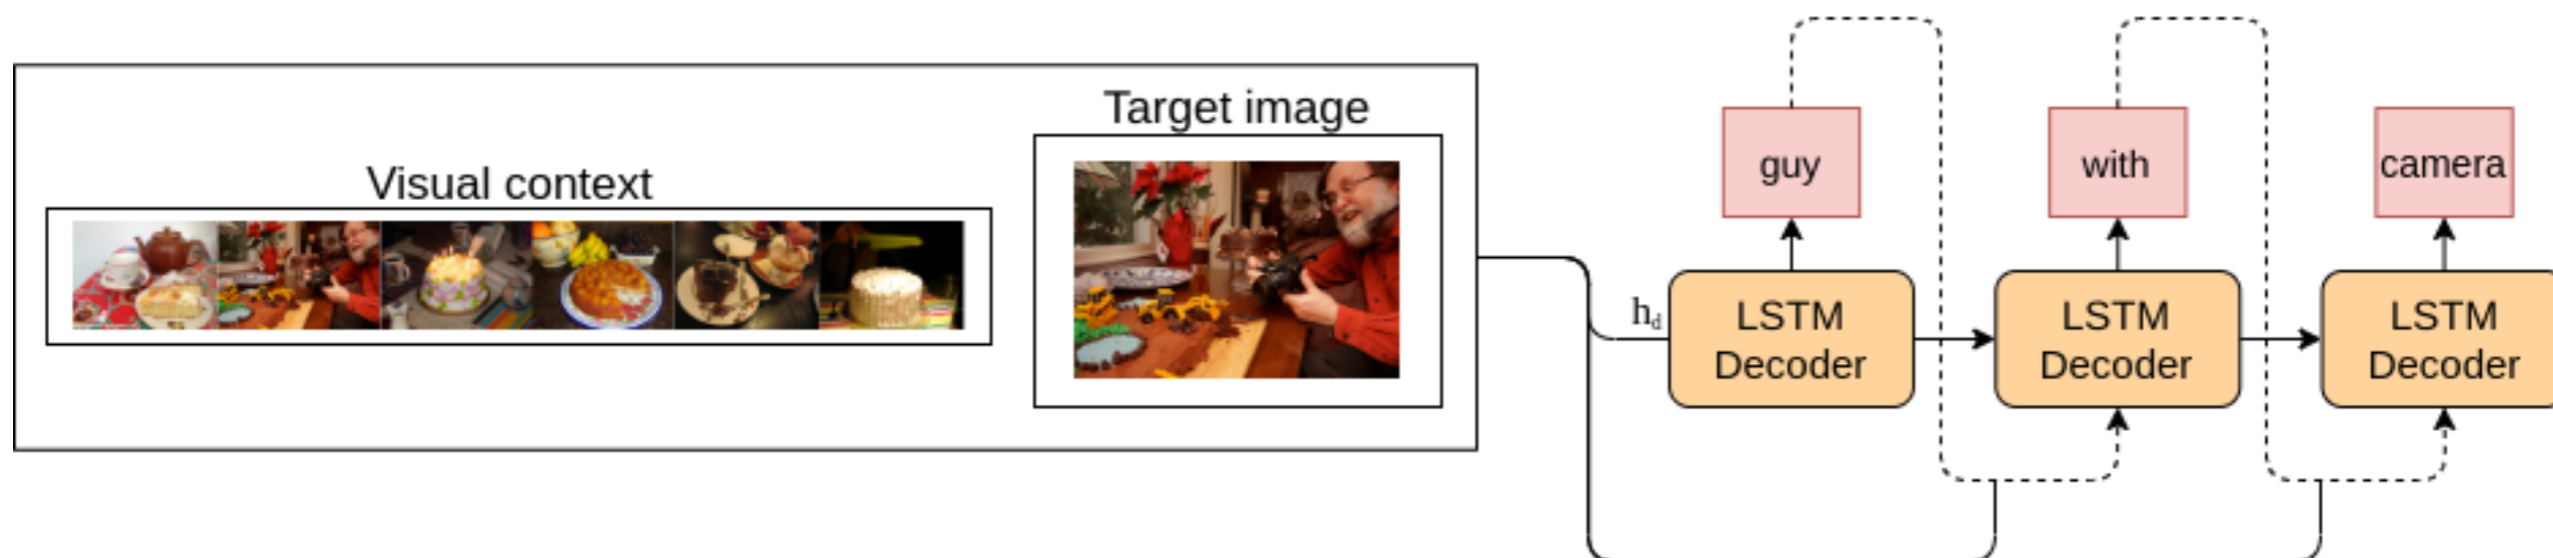 Target image
Visual context
guy
with
camera
h_d
LSTM
Decoder
LSTM
Decoder
LSTM
Decoder